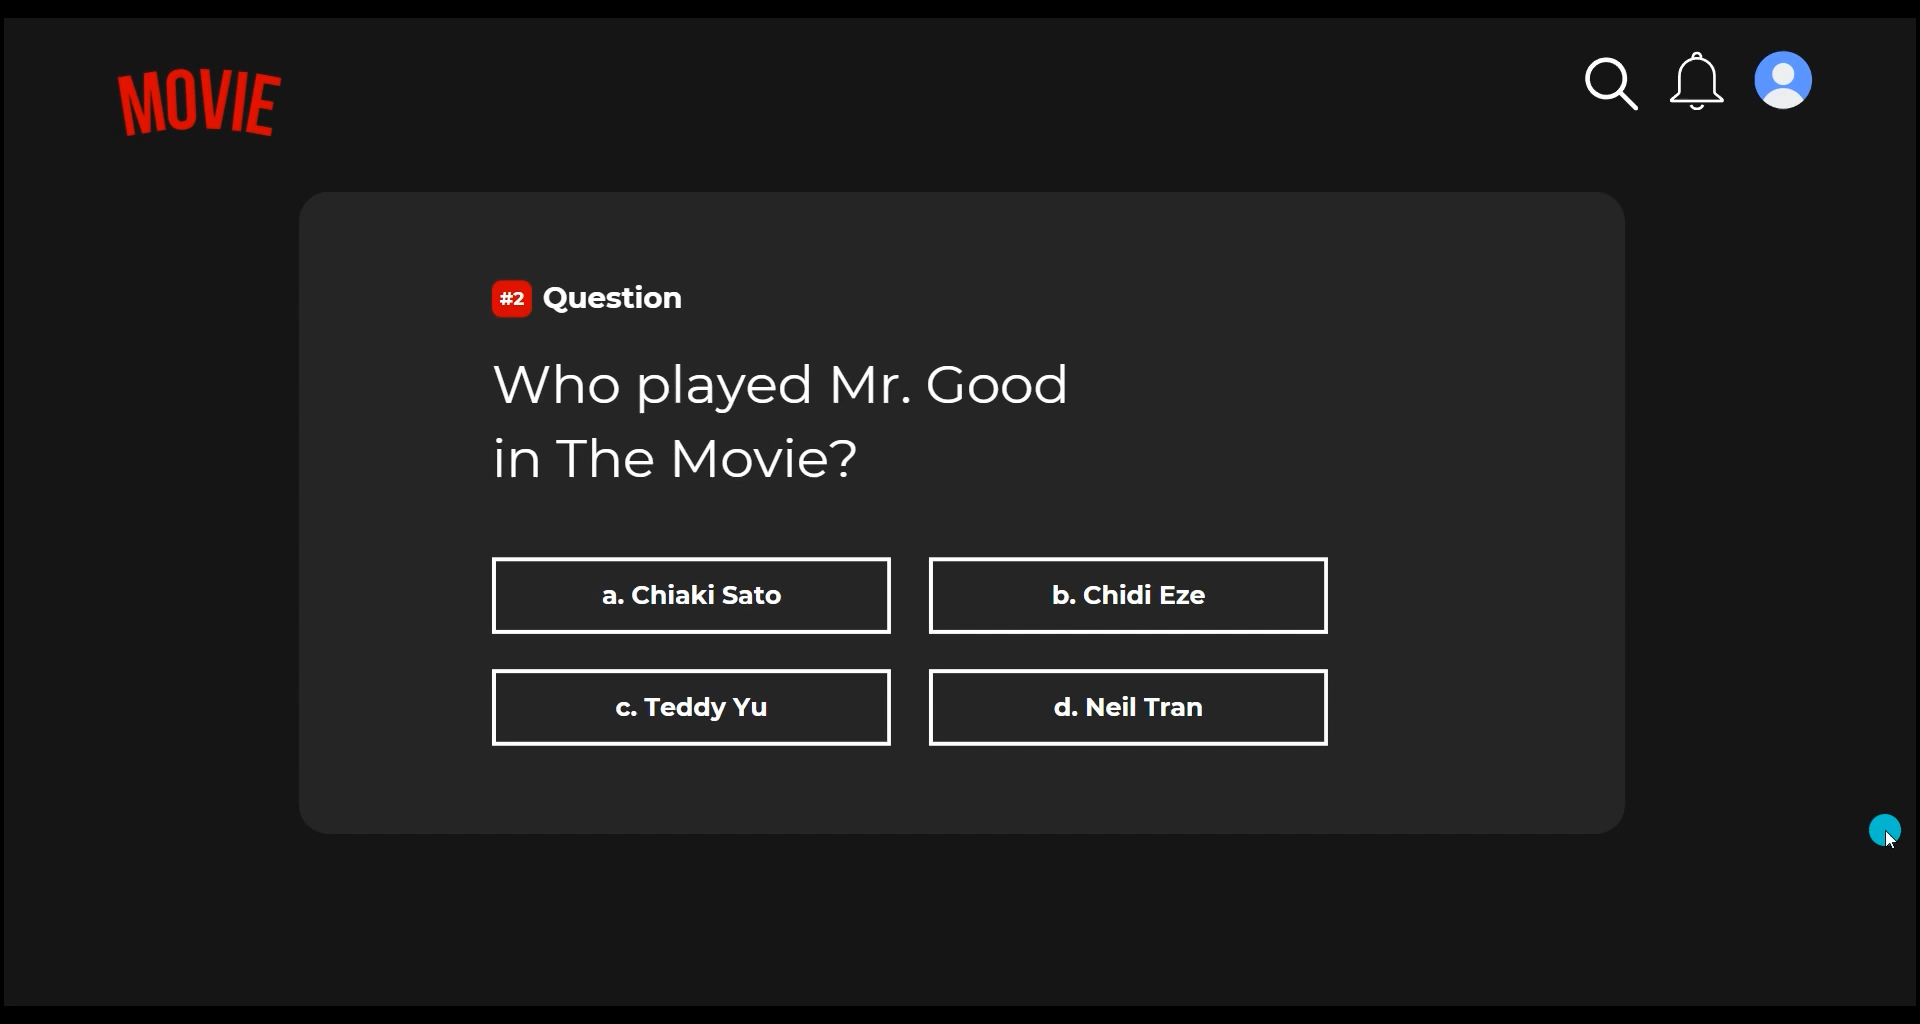 MOVIE
#2 Question
Who played Mr. Good
in The Movie?
a. Chiaki Sato
b. Chidi Eze
c. Teddy Yu
d. Neil Tran